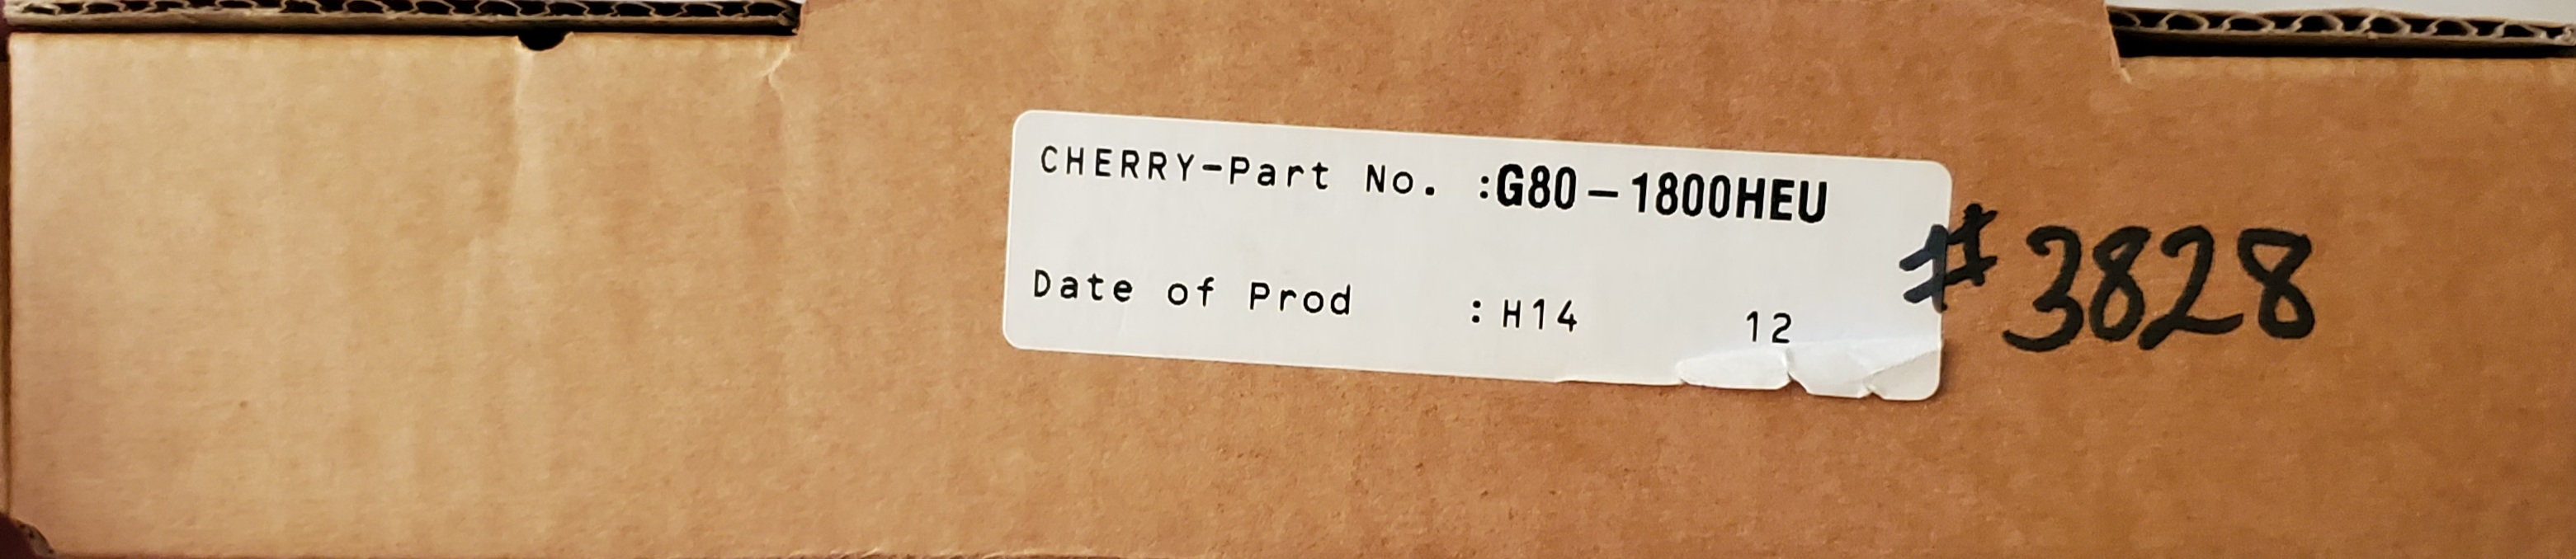 CHERRY-Part No. :G80-1800HEU
Date of Prod :H14 12
#3828